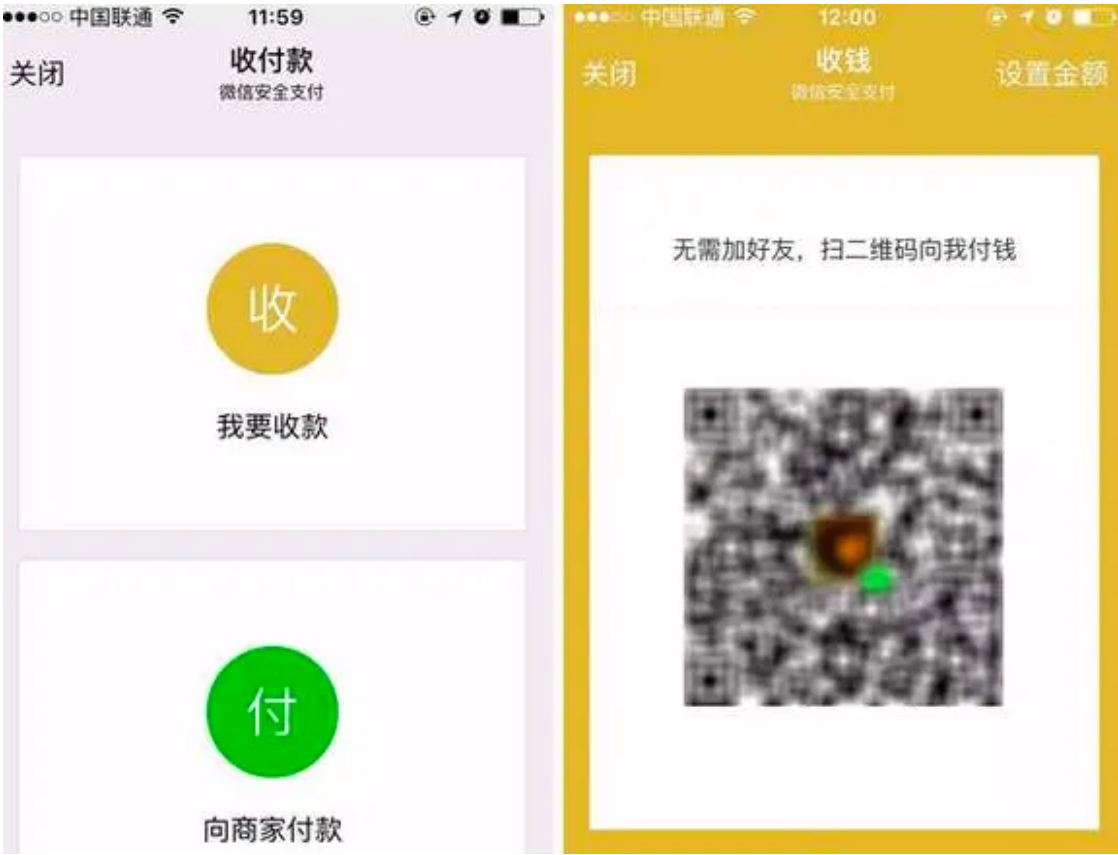 中国联通 11:59
关闭
收付款
微信安全支付
收
我要收款
付
向商家付款
中国联通 12:00
关闭
收钱
微信安全支付
设置金额
无需加好友，扫二维码向我付钱